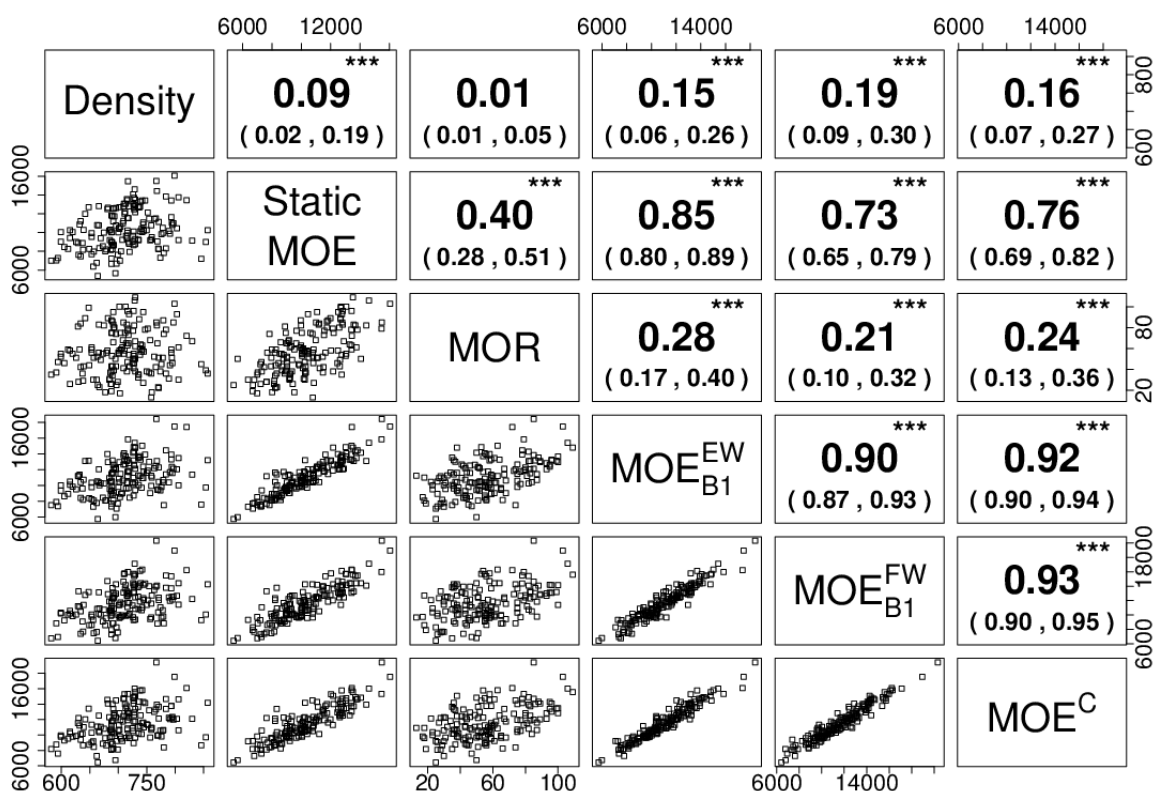 6000 12000 6000 14000 6000 14000
Density
***
0.09
( 0.02 , 0.19 )
0.01
( 0.01 , 0.05 )
***
0.15
( 0.06 , 0.26 )
***
0.19
( 0.09 , 0.30 )
***
0.16
( 0.07 , 0.27 )
600 800
6000 16000
Static
MOE
***
0.40
( 0.28 , 0.51 )
***
0.85
( 0.80 , 0.89 )
***
0.73
( 0.65 , 0.79 )
***
0.76
( 0.69 , 0.82 )
MOR
***
0.28
( 0.17 , 0.40 )
***
0.21
( 0.10 , 0.32 )
***
0.24
( 0.13 , 0.36 )
20 80
6000 16000
MOE EW B1
***
0.90
( 0.87 , 0.93 )
***
0.92
( 0.90 , 0.94 )
MOE FW B1
***
0.93
( 0.90 , 0.95 )
6000 18000
6000 16000
MOE C
600 750 20 60 100 6000 14000